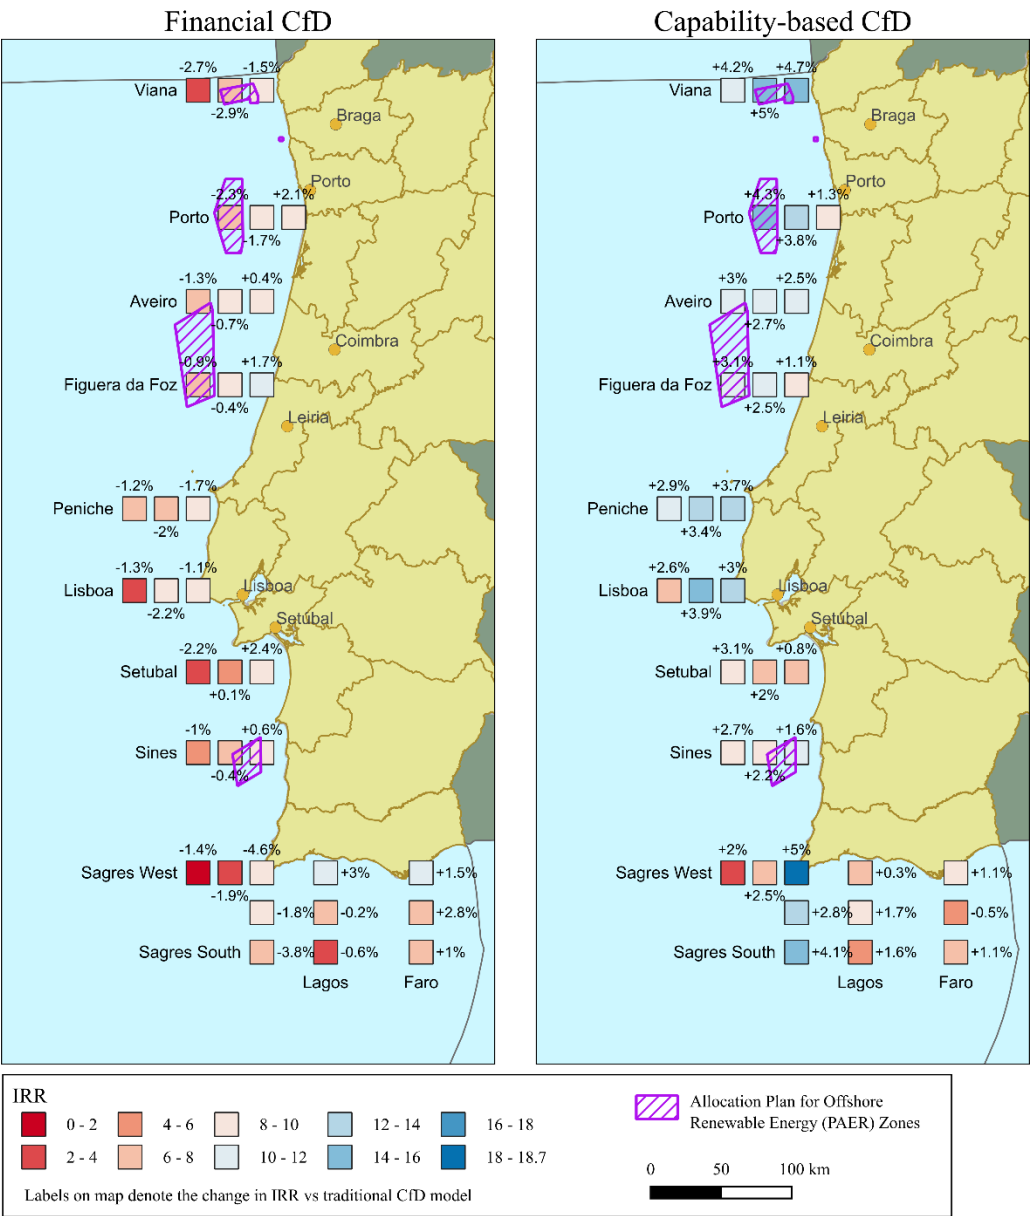 Financial CfD
Capability-based CfD
-2.7% -1.5%
Viana
-2.9%
Braga
Porto
-2.3% +2.1%
Porto
-1.7%
-1.3% +0.4%
Aveiro
-0.7%
Coimbra
-0.9% +1.7%
Figuera da Foz
-0.4%
Leiria
-1.2% -1.7%
Peniche
-2%
-1.3% -1.1%
Lisboa
-2.2%
Lisboa
Setúbal
-2.2% +2.4%
Setubal
+0.1%
-1% +0.6%
Sines
-0.4%
-1.4% -4.6%
Sagres West
+3% +1.5%
-1.9%
-1.8% -0.2% +2.8%
Sagres South
-3.8% -0.6% +1%
Lagos Faro
+4.2% +4.7%
Viana
+5%
Braga
Porto
+4.3% +1.3%
Porto
+3.8%
+3% +2.5%
Aveiro
+2.7%
Coimbra
+3.1% +1.1%
Figuera da Foz
+2.5%
Leiria
+2.9% +3.7%
Peniche
+3.4%
+2.6% +3%
Lisboa
+3.9%
Lisboa
Setúbal
+3.1% +0.8%
Setubal
+2%
+2.7% +1.6%
Sines
+2.2%
+2% +5%
Sagres West
+0.3% +1.1%
+2.5%
+2.8% +1.7% -0.5%
Sagres South
+4.1% +1.6% +1.1%
Lagos Faro
IRR
0 - 2 4 - 6 8 - 10 12 - 14 16 - 18
2 - 4 6 - 8 10 - 12 14 - 16 18 - 18.7
Labels on map denote the change in IRR vs traditional CfD model
Allocation Plan for Offshore
Renewable Energy (PAER) Zones
0 50 100 km